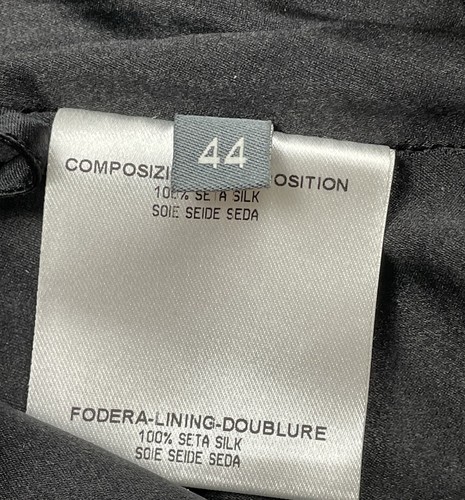 44
COMPOSIZI OSITION
100% SETA SILK
SOIE SEIDE SEDA
FODERA-LINING-DOUBLURE
100% SETA SILK
SOIE SEIDE SEDA